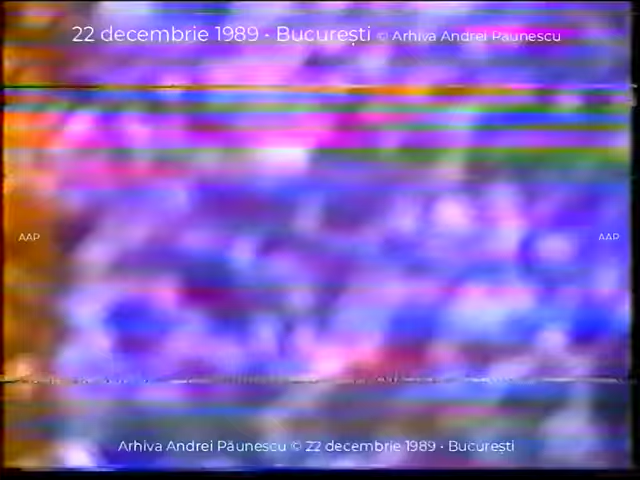 22 decembrie 1989 • București © Arhiva Andrei Păunescu
AAP AAP
Arhiva Andrei Păunescu © 22 decembrie 1989 • București